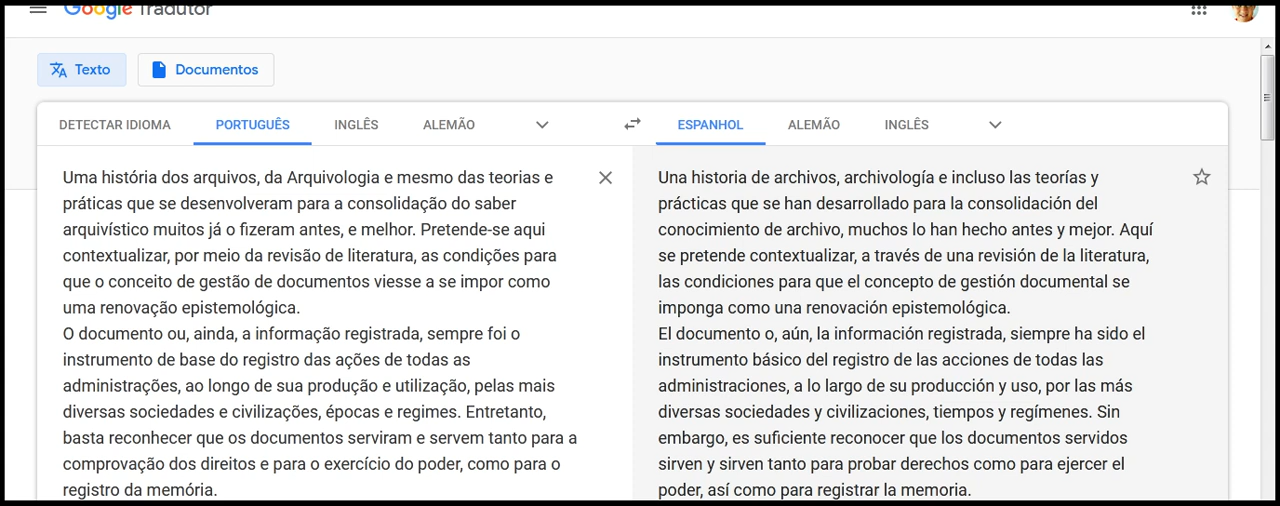 Google Tradutor
Texto
Documentos
DETECTAR IDIOMA PORTUGUÊS INGLÊS ALEMÃO
ESPANHOL ALEMÃO INGLÊS
Uma história dos arquivos, da Arquivologia e mesmo das teorias e
práticas que se desenvolveram para a consolidação do saber
arquivístico muitos já o fizeram antes, e melhor. Pretende-se aqui
contextualizar, por meio da revisão de literatura, as condições para
que o conceito de gestão de documentos viesse a se impor como
uma renovação epistemológica.
O documento ou, ainda, a informação registrada, sempre foi o
instrumento de base do registro das ações de todas as
administrações, ao longo de sua produção e utilização, pelas mais
diversas sociedades e civilizações, épocas e regimes. Entretanto,
basta reconhecer que os documentos serviram e servem tanto para a
comprovação dos direitos e para o exercício do poder, como para o
registro da memória.
Una historia de archivos, archivología e incluso las teorías y
prácticas que se han desarrollado para la consolidación del
conocimiento de archivo, muchos lo han hecho antes y mejor. Aquí
se pretende contextualizar, a través de una revisión de la literatura,
las condiciones para que el concepto de gestión documental se
imponga como una renovación epistemológica.
El documento o, aún, la información registrada, siempre ha sido el
instrumento básico del registro de las acciones de todas las
administraciones, a lo largo de su producción y uso, por las más
diversas sociedades y civilizaciones, tiempos y regímenes. Sin
embargo, es suficiente reconocer que los documentos servidos
sirven y sirven tanto para probar derechos como para ejercer el
poder, así como para registrar la memoria.